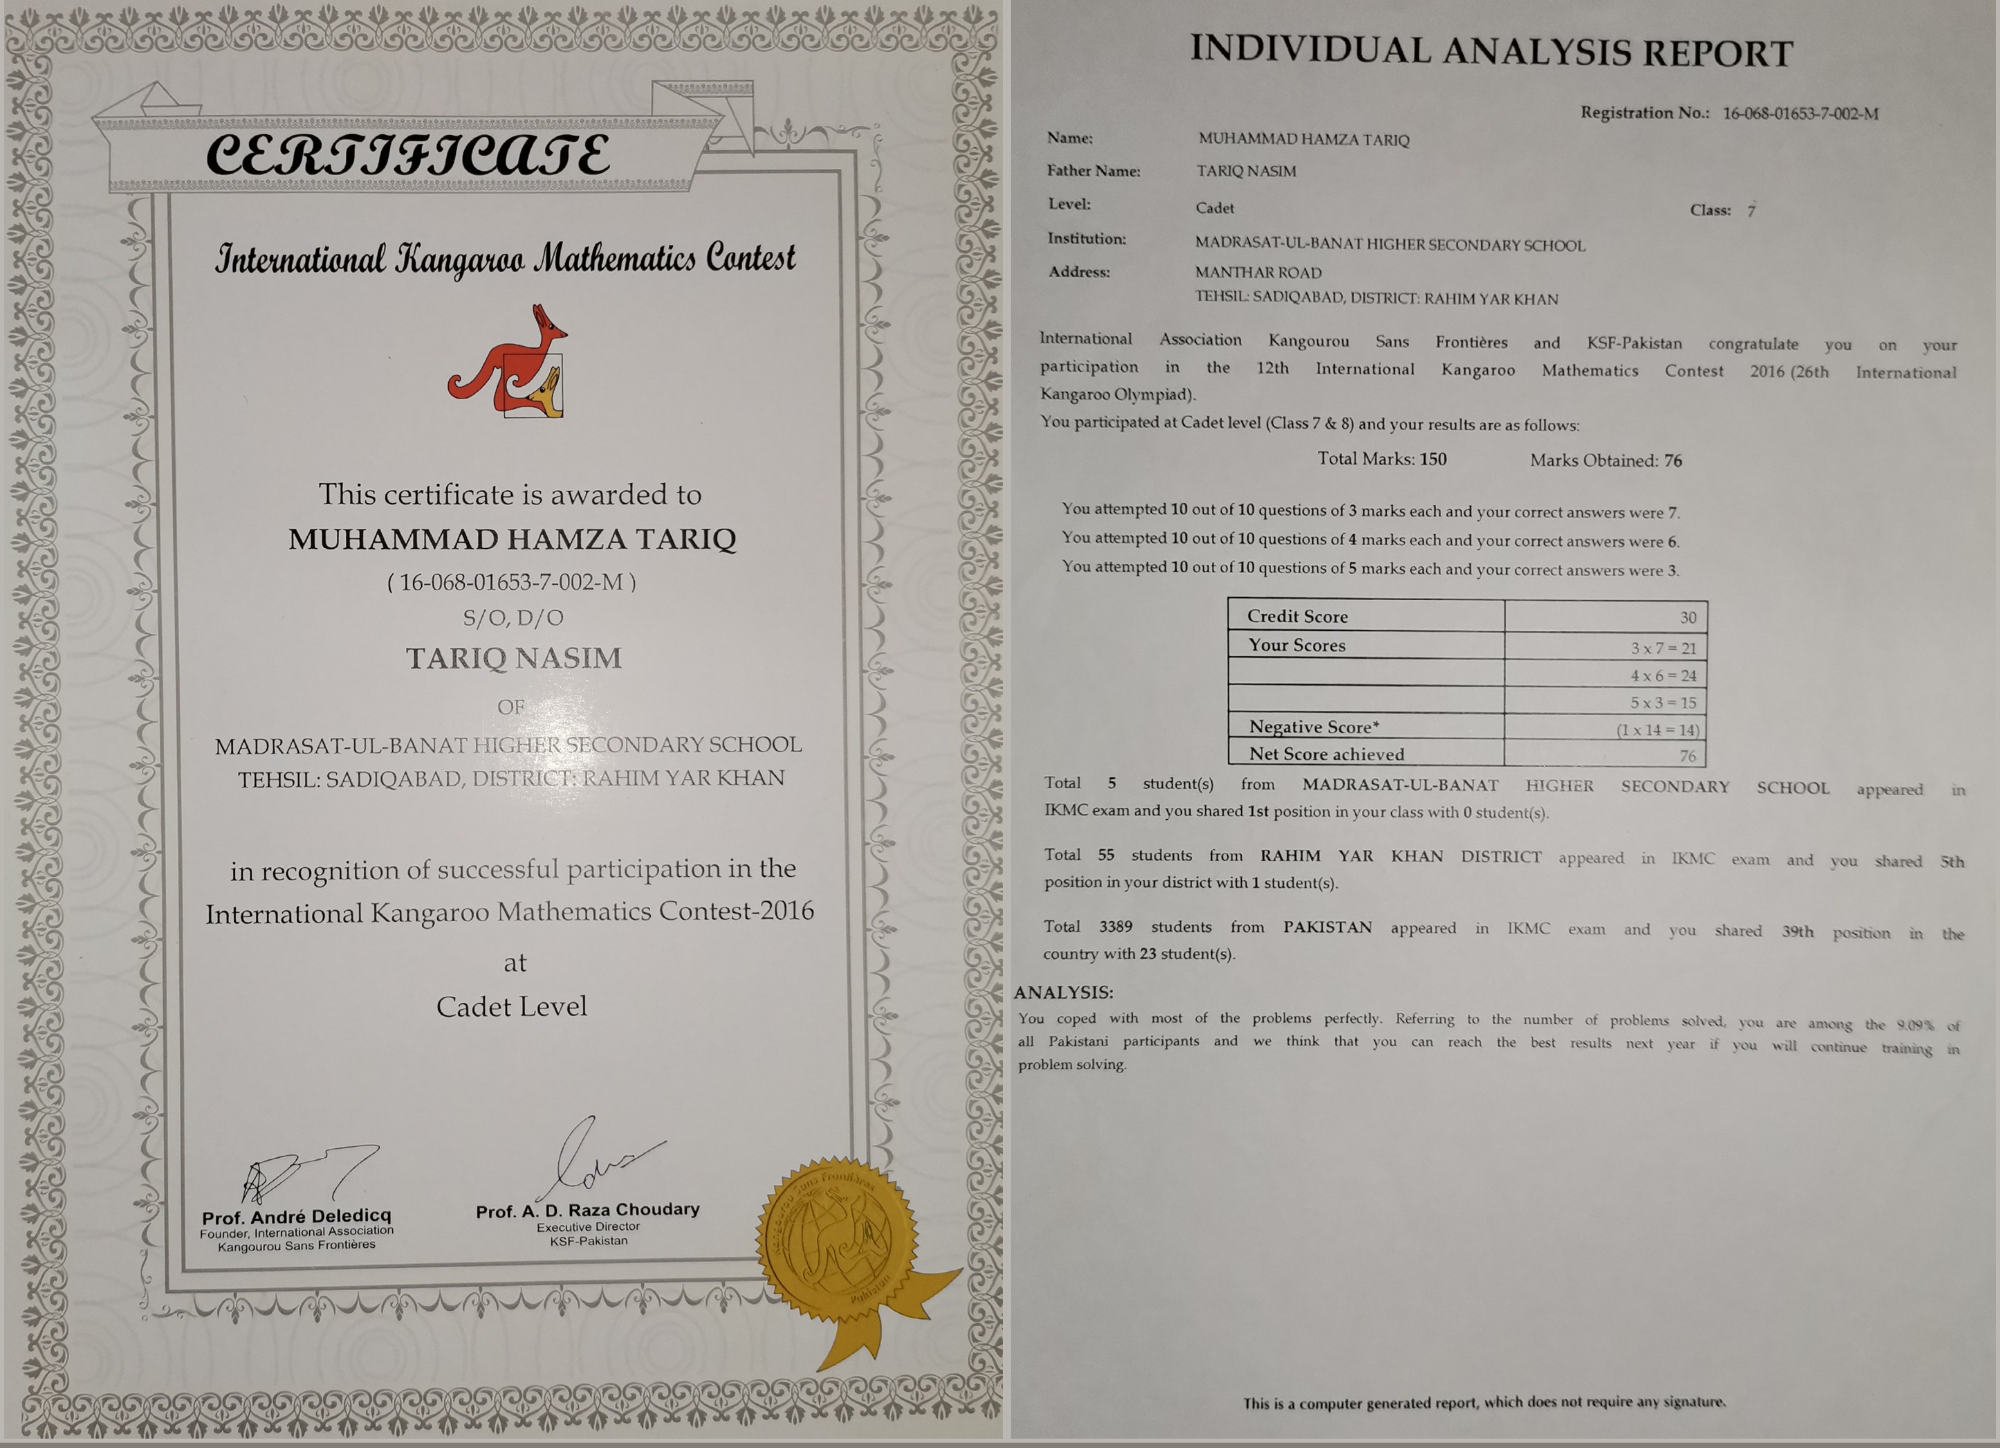 CERTIFICATE
International Kangaroo Mathematics Contest
This certificate is awarded to
MUHAMMAD HAMZA TARIQ
( 16-068-01653-7-002-M )
S/O, D/O
TARIQ NASIM
OF
MADRASAT-UL-BANAT HIGHER SECONDARY SCHOOL
TEHSIL: SADIQABAD, DISTRICT: RAHIM YAR KHAN
in recognition of successful participation in the
International Kangaroo Mathematics Contest-2016
at
Cadet Level
Prof. André Deledicq
Founder, International Association
Kangourou Sans Frontières
Prof. A. D. Raza Choudary
Executive Director
KSF-Pakistan
Kangourou Sans Frontières
Pakistan
INDIVIDUAL ANALYSIS REPORT
Registration No.: 16-068-01653-7-002-M
Name: MUHAMMAD HAMZA TARIQ
Father Name: TARIQ NASIM
Level: Cadet Class: 7
Institution: MADRASAT-UL-BANAT HIGHER SECONDARY SCHOOL
Address: MANTHAR ROAD
TEHSIL: SADIQABAD, DISTRICT: RAHIM YAR KHAN
International Association Kangourou Sans Frontières and KSF-Pakistan congratulate you on your
participation in the 12th International Kangaroo Mathematics Contest 2016 (26th International
Kangaroo Olympiad).
You participated at Cadet level (Class 7 & 8) and your results are as follows:
Total Marks: 150 Marks Obtained: 76
You attempted 10 out of 10 questions of 3 marks each and your correct answers were 7.
You attempted 10 out of 10 questions of 4 marks each and your correct answers were 6.
You attempted 10 out of 10 questions of 5 marks each and your correct answers were 3.
Credit Score 30
Your Scores 3 x 7 = 21
4 x 6 = 24
5 x 3 = 15
Negative Score* (1 x 14 = 14)
Net Score achieved 76
Total 5 student(s) from MADRASAT-UL-BANAT HIGHER SECONDARY SCHOOL appeared in
IKMC exam and you shared 1st position in your class with 0 student(s).
Total 55 students from RAHIM YAR KHAN DISTRICT appeared in IKMC exam and you shared 5th
position in your district with 1 student(s).
Total 3389 students from PAKISTAN appeared in IKMC exam and you shared 39th position in the
country with 23 student(s).
ANALYSIS:
You coped with most of the problems perfectly. Referring to the number of problems solved, you are among the 9.09% of
all Pakistani participants and we think that you can reach the best results next year if you will continue training in
problem solving.
This is a computer generated report, which does not require any signature.